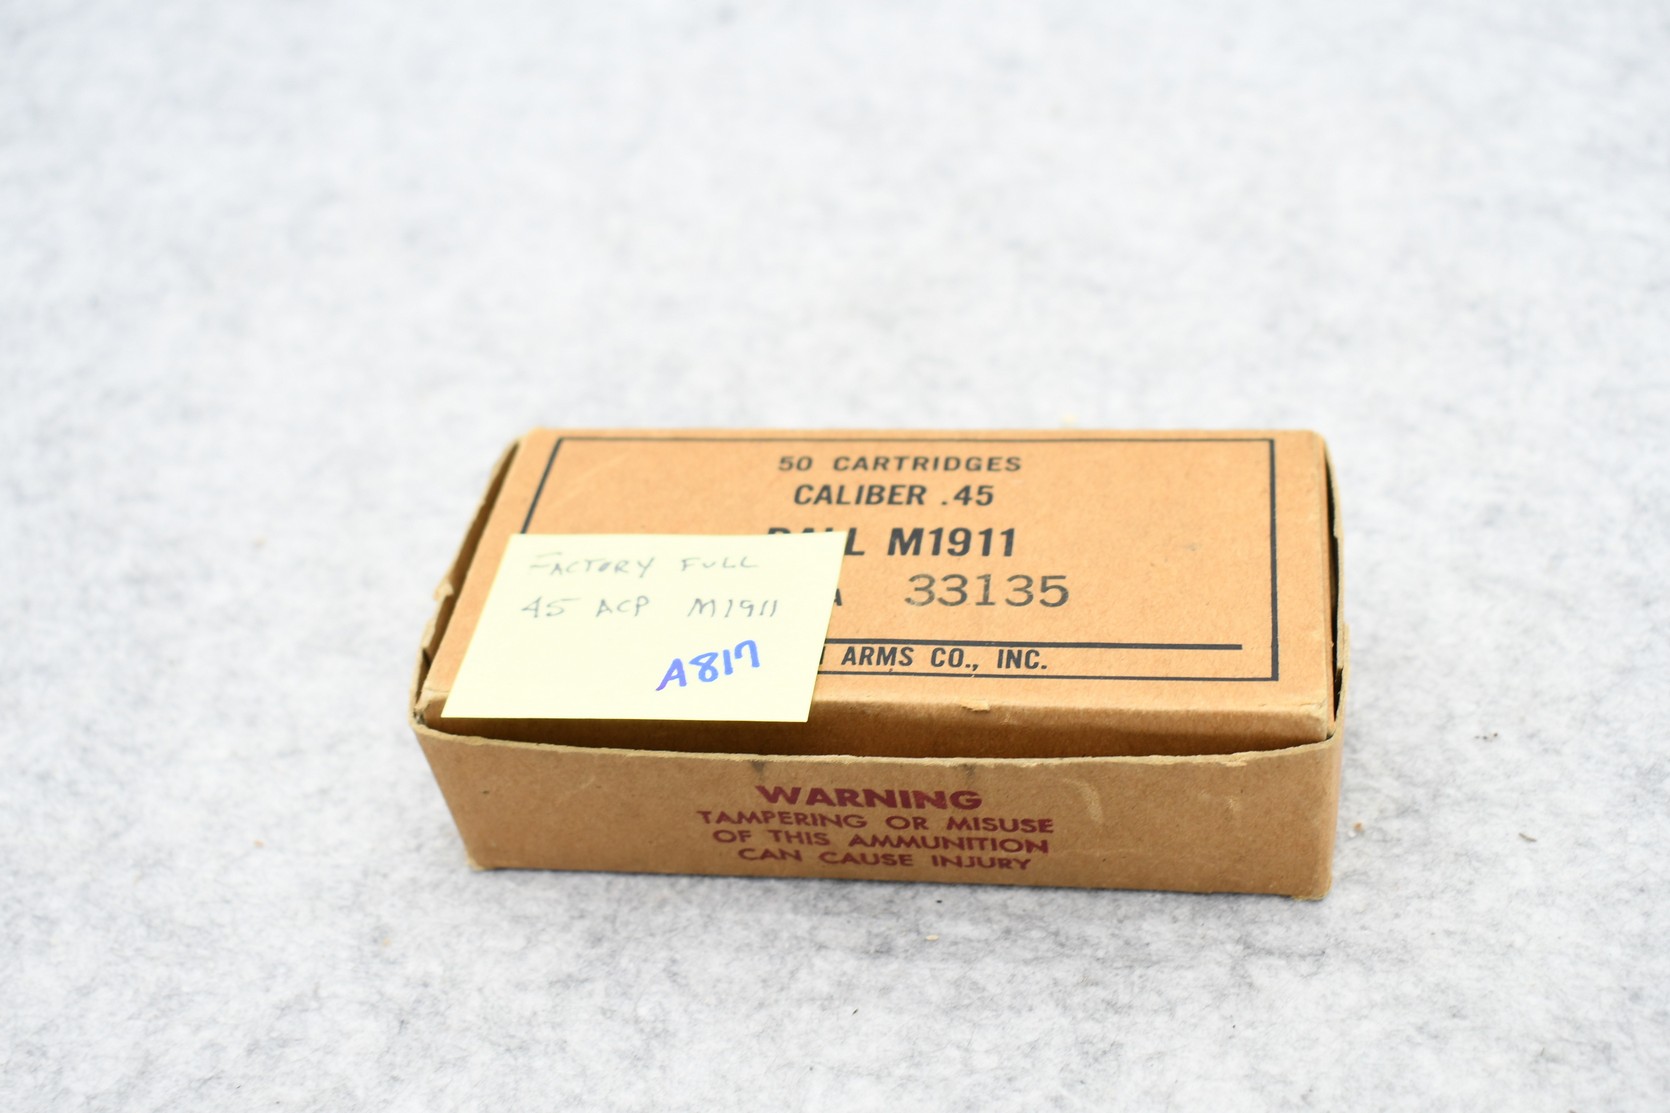 50 CARTRIDGES
CALIBER .45
BALL M1911
A 33135
ARMS CO., INC.
FACTORY FULL
45 ACP M1911
A817
WARNING
TAMPERING OR MISUSE
OF THIS AMMUNITION
CAN CAUSE INJURY